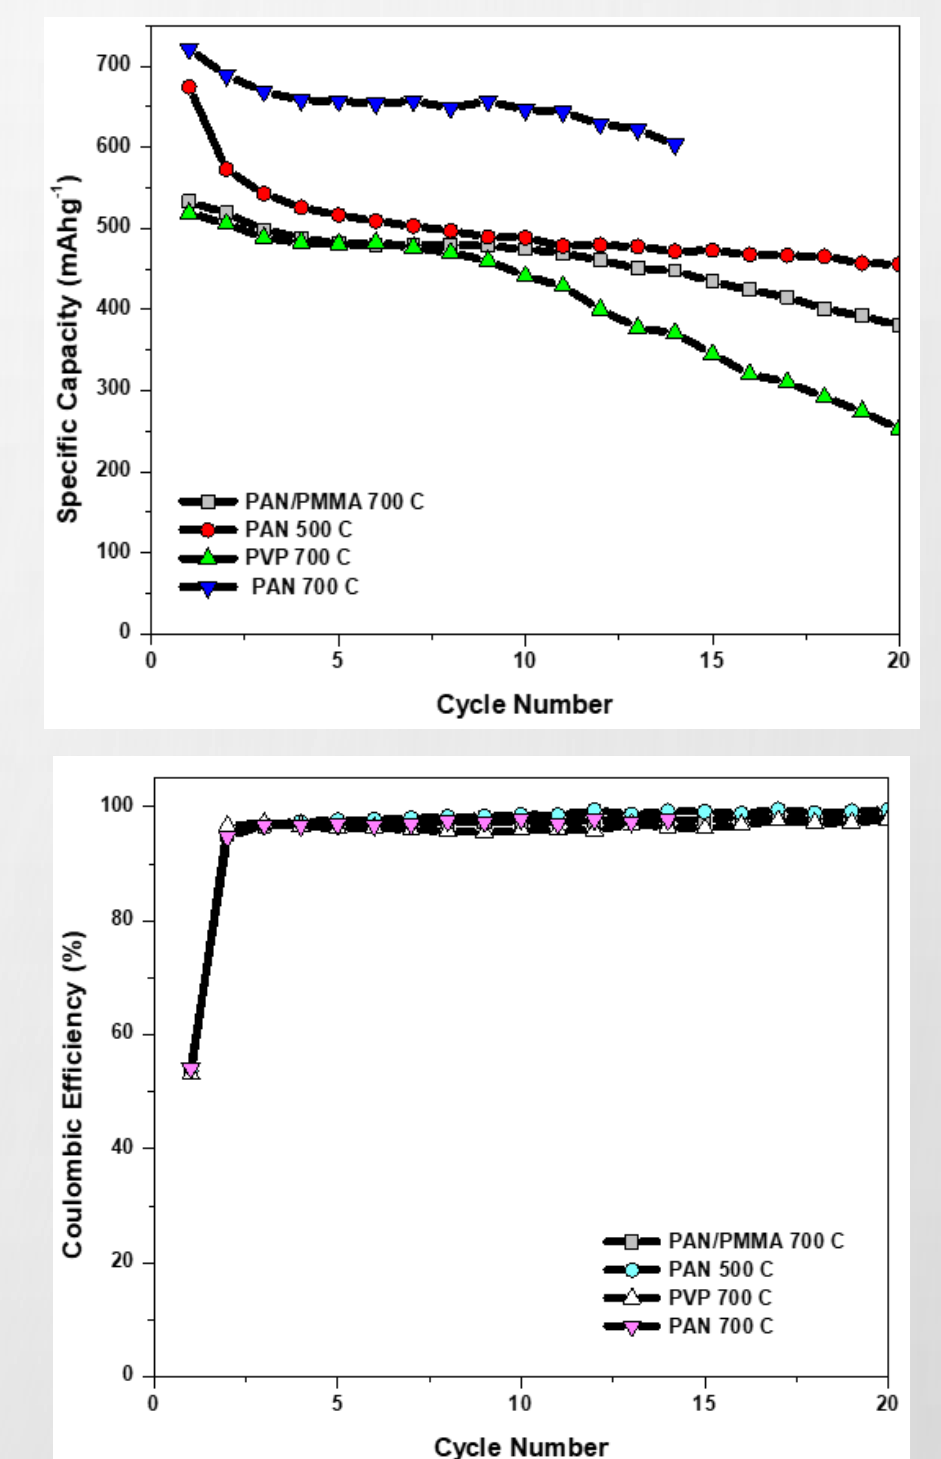 700
600
500
400
300
200
100
0
Specific Capacity (mAhg-1)
PAN/PMMA 700 C
PAN 500 C
PVP 700 C
PAN 700 C
0 5 10 15 20
Cycle Number
100
80
60
40
20
0
Coulombic Efficiency (%)
PAN/PMMA 700 C
PAN 500 C
PVP 700 C
PAN 700 C
0 5 10 15 20
Cycle Number